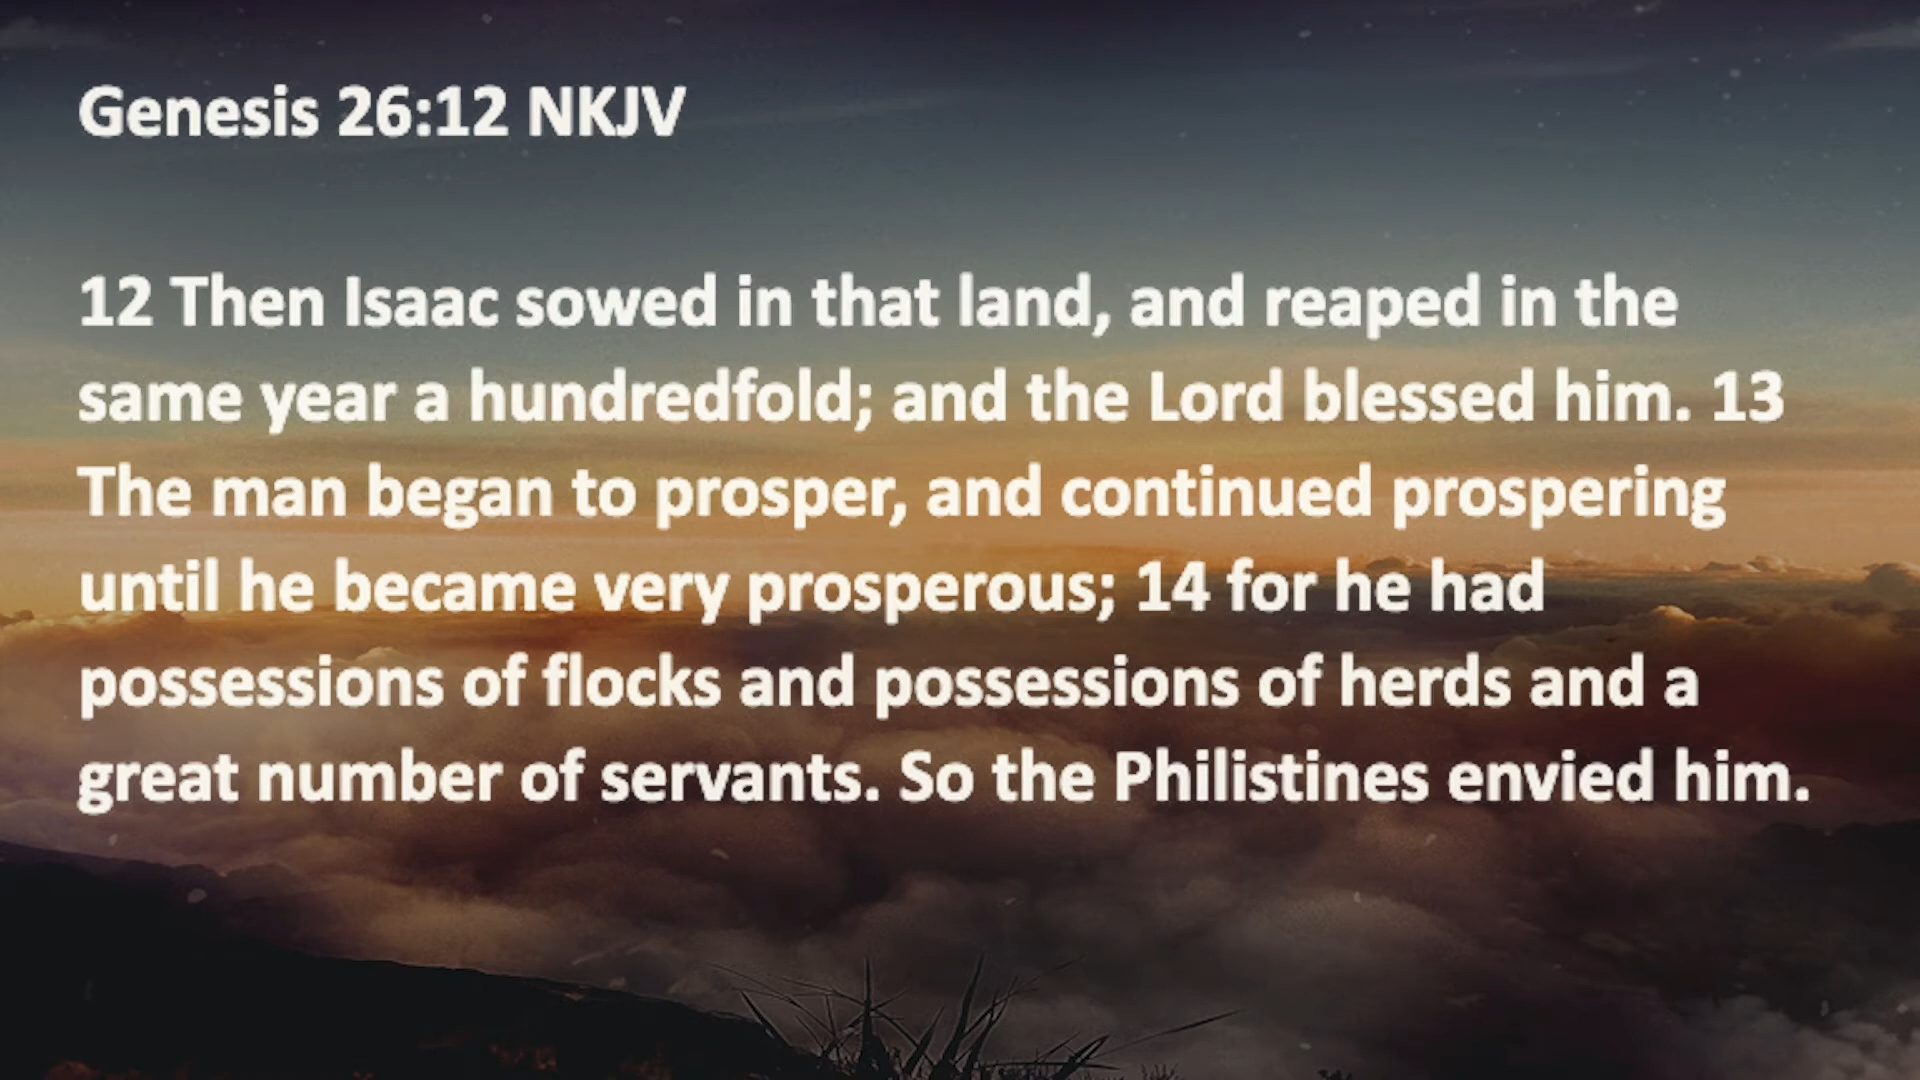 Genesis 26:12 NKJV
12 Then Isaac sowed in that land, and reaped in the
same year a hundredfold; and the Lord blessed him. 13
The man began to prosper, and continued prospering
until he became very prosperous; 14 for he had
possessions of flocks and possessions of herds and a
great number of servants. So the Philistines envied him.